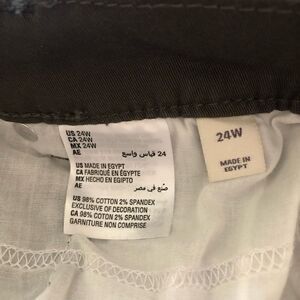 US 24W
CA 24W
MX 24W
AE
24 قياس واسع
US MADE IN EGYPT
CA FABRIQUÉ EN ÉGYPTE
MX HECHO EN EGIPTO
AE
صُنع في مصر
US 98% COTTON 2% SPANDEX
EXCLUSIVE OF DECORATION
CA 98% COTON 2% SPANDEX
GARNITURE NON COMPRISE
24W
MADE IN
EGYPT